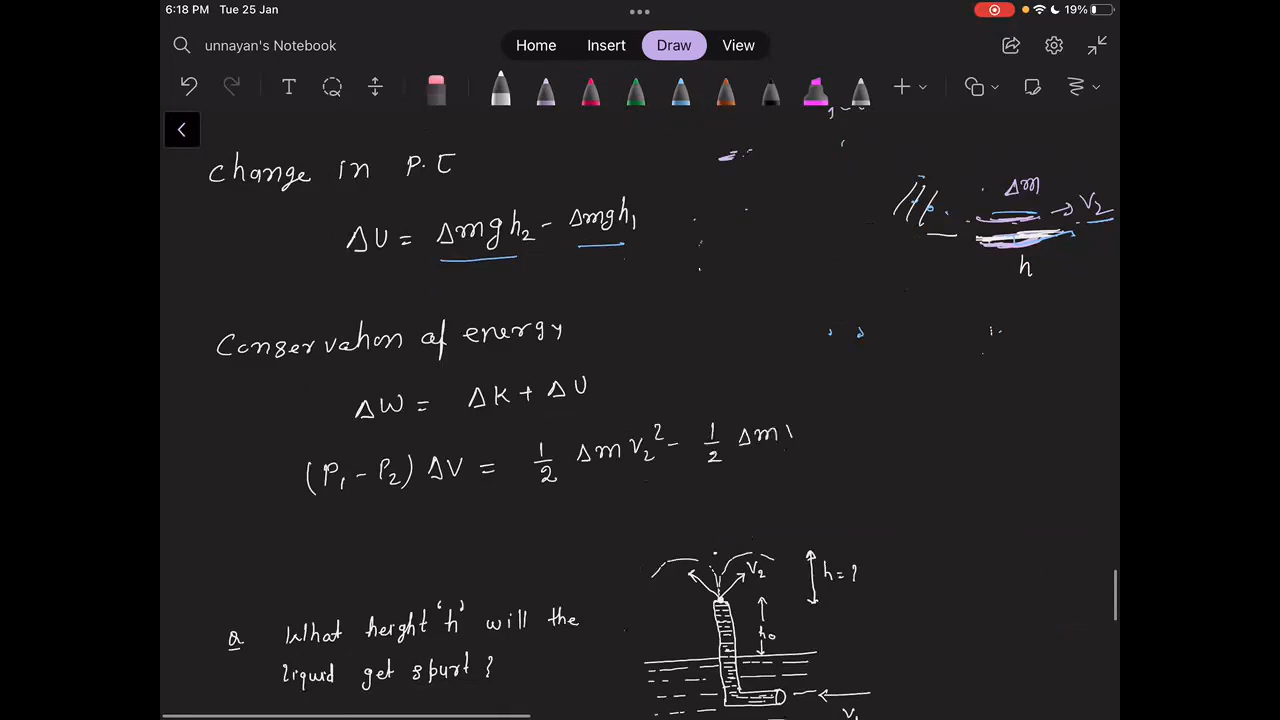 6:18 PM Tue 25 Jan
19%
unnayan's Notebook
Home Insert Draw View
Change in P.E
ΔU = Δmgh₂ - Δmgh₁
Δm
→ V₂
h
Conservation of energy
ΔW = ΔK + ΔU
(P₁ - P₂) ΔV = 1/2 Δm V₂² - 1/2 Δm
V₂
h = ?
h₀
Q What height 'h' will the
liquid get spurt?
V₁